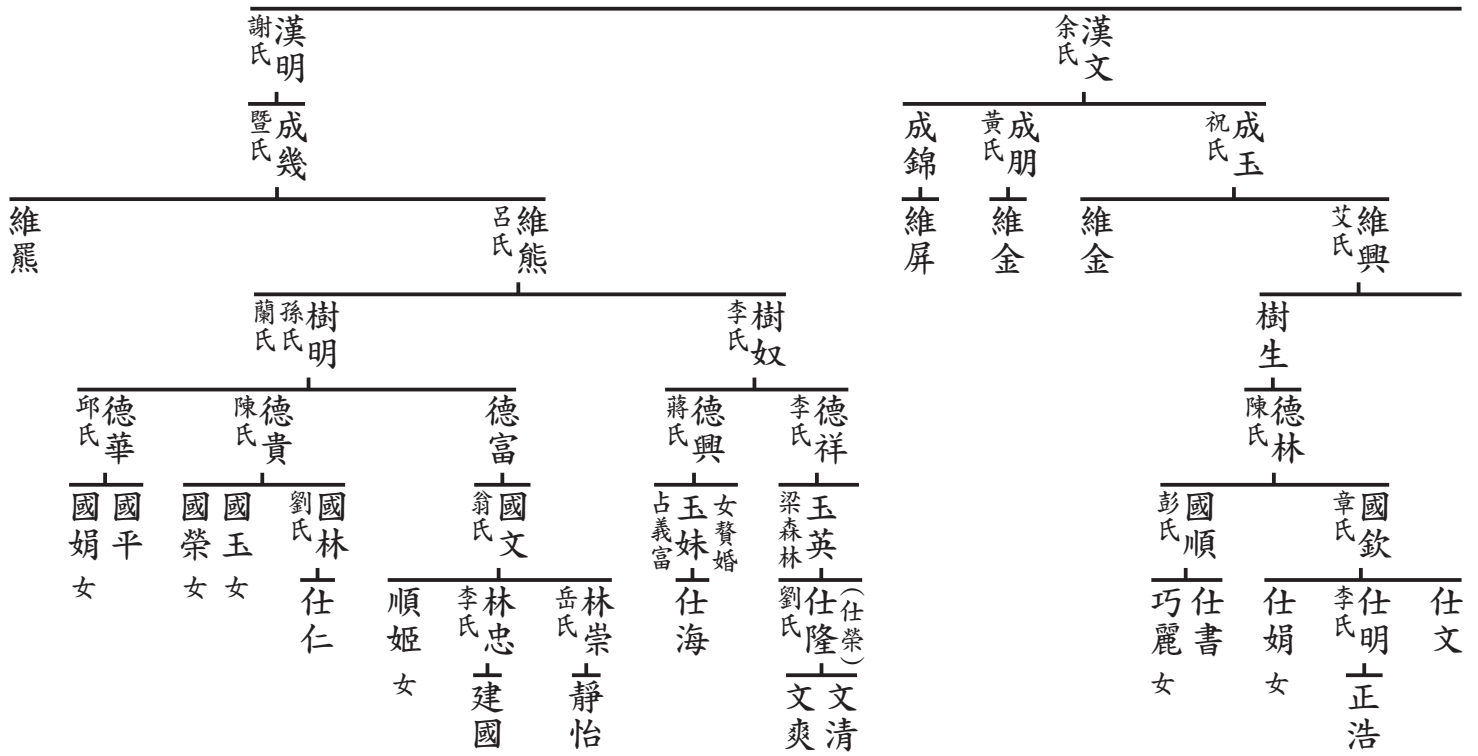 漢文
余氏
漢明
謝氏
成玉
祝氏
成朋
黃氏
成錦
成幾
暨氏
維興
艾氏
維金
維金
維屏
維熊
呂氏
維羆
樹生
樹奴
李氏
樹明
孫氏
蘭氏
德林
陳氏
德祥
李氏
德興
蔣氏
德富
德貴
陳氏
德華
邱氏
國欽
章氏
國順
彭氏
玉英
梁森林
女贅婚
玉妹
占義富
國文
翁氏
國林
劉氏
國玉 女
國榮 女
國平
國娟 女
仕文
仕明
李氏
仕娟 女
仕書
巧麗 女
(仕榮)
仕隆
劉氏
仕海
林崇
岳氏
林忠
李氏
順姬 女
仕仁
正浩
文清
文爽
靜怡
建國